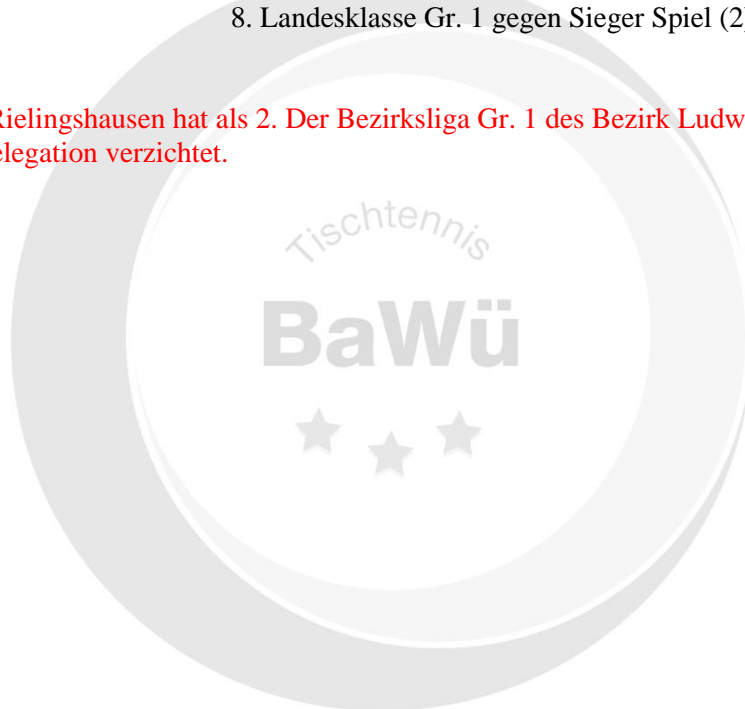 8. Landesklasse Gr. 1 gegen Sieger Spiel (2)
Rielingshausen hat als 2. Der Bezirksliga Gr. 1 des Bezirk Ludw
elegation verzichtet.
Tischtennis
BaWü